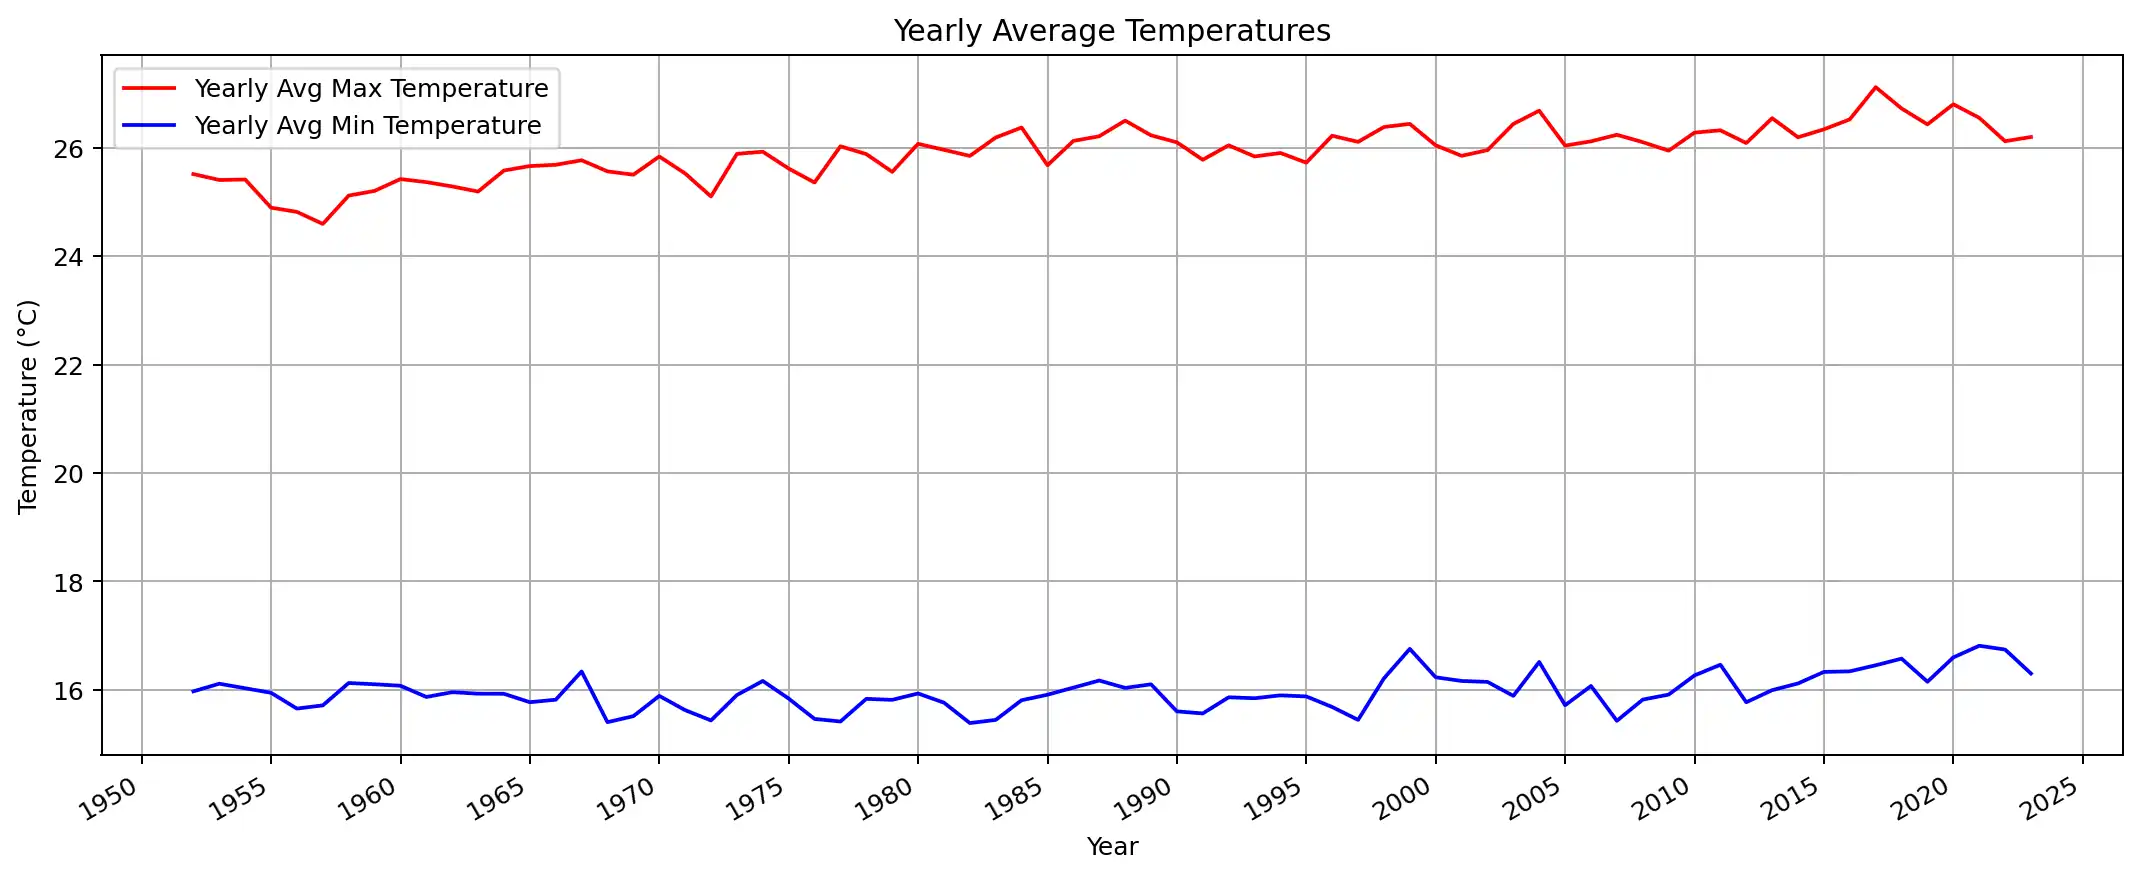 Yearly Average Temperatures
Yearly Avg Max Temperature
Yearly Avg Min Temperature
Temperature (°C)
26
24
22
20
18
16
1950 1955 1960 1965 1970 1975 1980 1985 1990 1995 2000 2005 2010 2015 2020 2025
Year